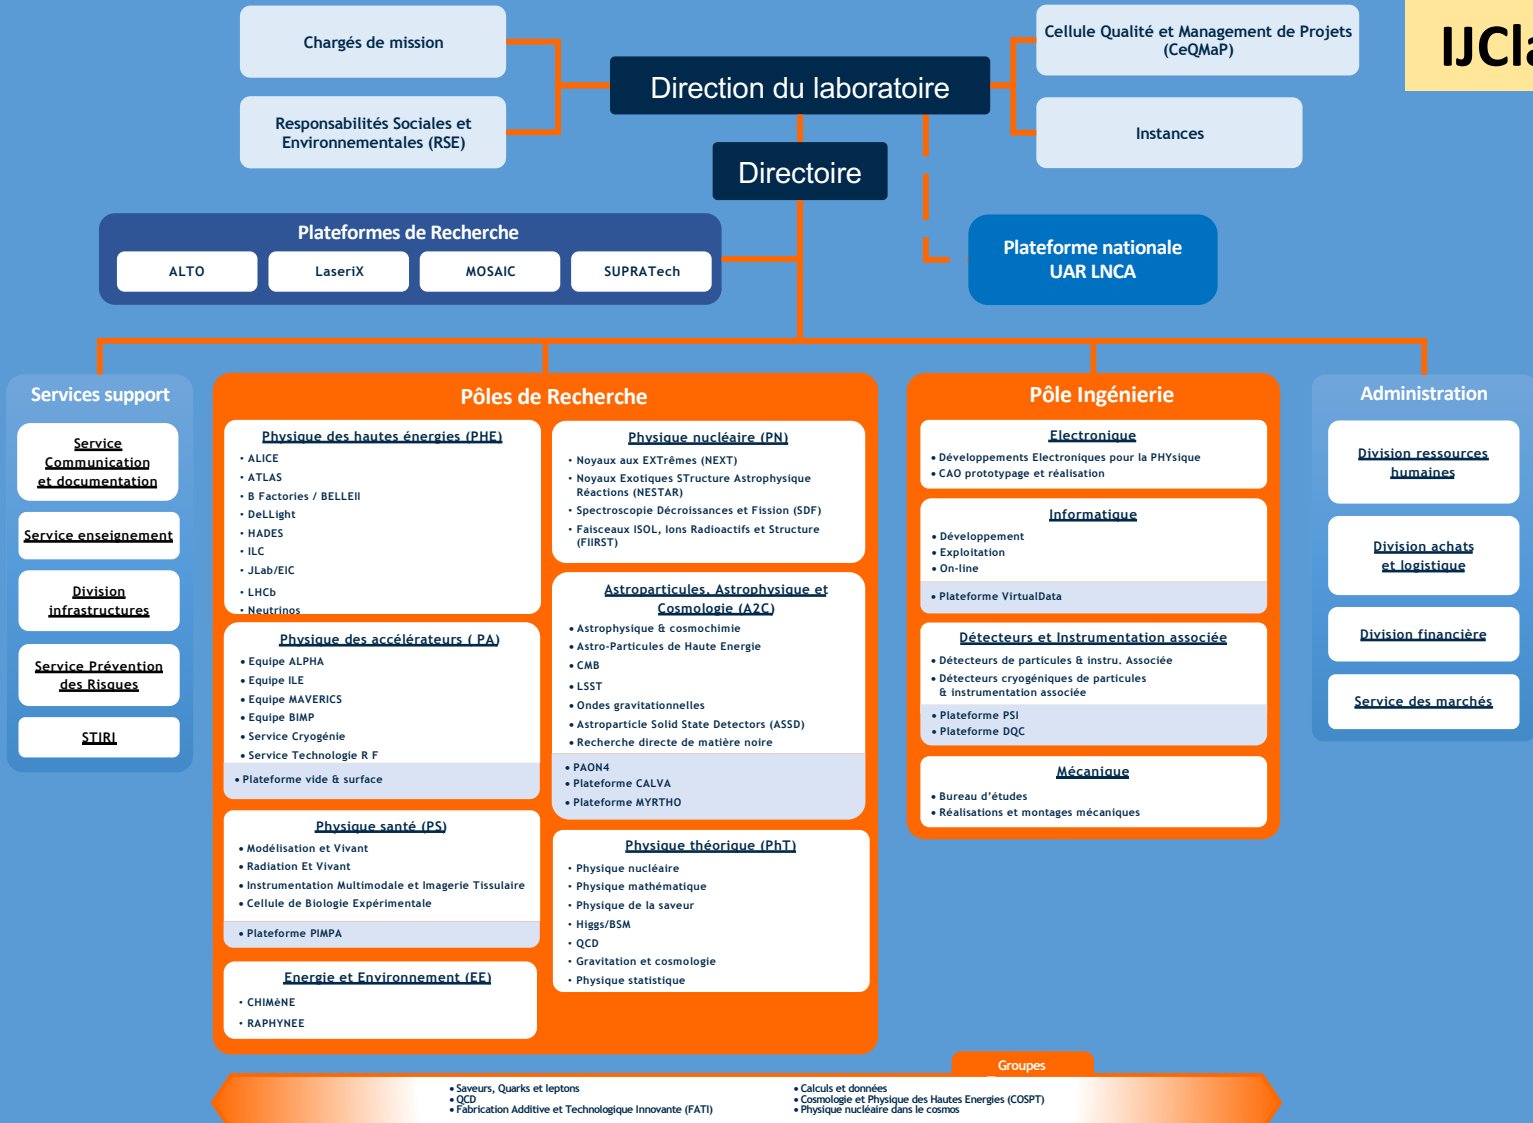 Chargés de mission
Responsabilités Sociales et
Environnementales (RSE)
Direction du laboratoire
Directoire
Cellule Qualité et Management de Projets
(CeQMaP)
Instances
IJCla
Plateformes de Recherche
ALTO
LaseriX
MOSAIC
SUPRATech
Plateforme nationale
UAR LNCA
Services support
Service
Communication
et documentation
Service enseignement
Division
infrastructures
Service Prévention
des Risques
STIRI
Pôles de Recherche
Physique des hautes énergies (PHE)
• ALICE
• ATLAS
• B Factories / BELLEII
• DeLLight
• HADES
• ILC
• JLab/EIC
• LHCb
• Neutrinos
Physique des accélérateurs ( PA)
• Equipe ALPHA
• Equipe ILE
• Equipe MAVERICS
• Equipe BIMP
• Service Cryogénie
• Service Technologie R F
• Plateforme vide & surface
Physique santé (PS)
• Modélisation et Vivant
• Radiation Et Vivant
• Instrumentation Multimodale et Imagerie Tissulaire
• Cellule de Biologie Expérimentale
• Plateforme PIMPA
Energie et Environnement (EE)
• CHIMèNE
• RAPHYNEE
Physique nucléaire (PN)
• Noyaux aux EXTrêmes (NEXT)
• Noyaux Exotiques STructure Astrophysique
Réactions (NESTAR)
• Spectroscopie Décroissances et Fission (SDF)
• Faisceaux ISOL, Ions Radioactifs et Structure
(FIIRST)
Astroparticules, Astrophysique et
Cosmologie (A2C)
• Astrophysique & cosmochimie
• Astro-Particules de Haute Energie
• CMB
• LSST
• Ondes gravitationnelles
• Astroparticle Solid State Detectors (ASSD)
• Recherche directe de matière noire
• PAON4
• Plateforme CALVA
• Plateforme MYRTHO
Physique théorique (PhT)
• Physique nucléaire
• Physique mathématique
• Physique de la saveur
• Higgs/BSM
• QCD
• Gravitation et cosmologie
• Physique statistique
Pôle Ingénierie
Electronique
• Développements Electroniques pour la PHYsique
• CAO prototypage et réalisation
Informatique
• Développement
• Exploitation
• On-line
• Plateforme VirtualData
Détecteurs et Instrumentation associée
• Détecteurs de particules & instru. Associée
• Détecteurs cryogéniques de particules
& instrumentation associée
• Plateforme PSI
• Plateforme DQC
Mécanique
• Bureau d'études
• Réalisations et montages mécaniques
Administration
Division ressources
humaines
Division achats
et logistique
Division financière
Service des marchés
Groupes
• Saveurs, Quarks et leptons
• QCD
• Fabrication Additive et Technologique Innovante (FATI)
• Calculs et données
• Cosmologie et Physique des Hautes Energies (COSPT)
• Physique nucléaire dans le cosmos